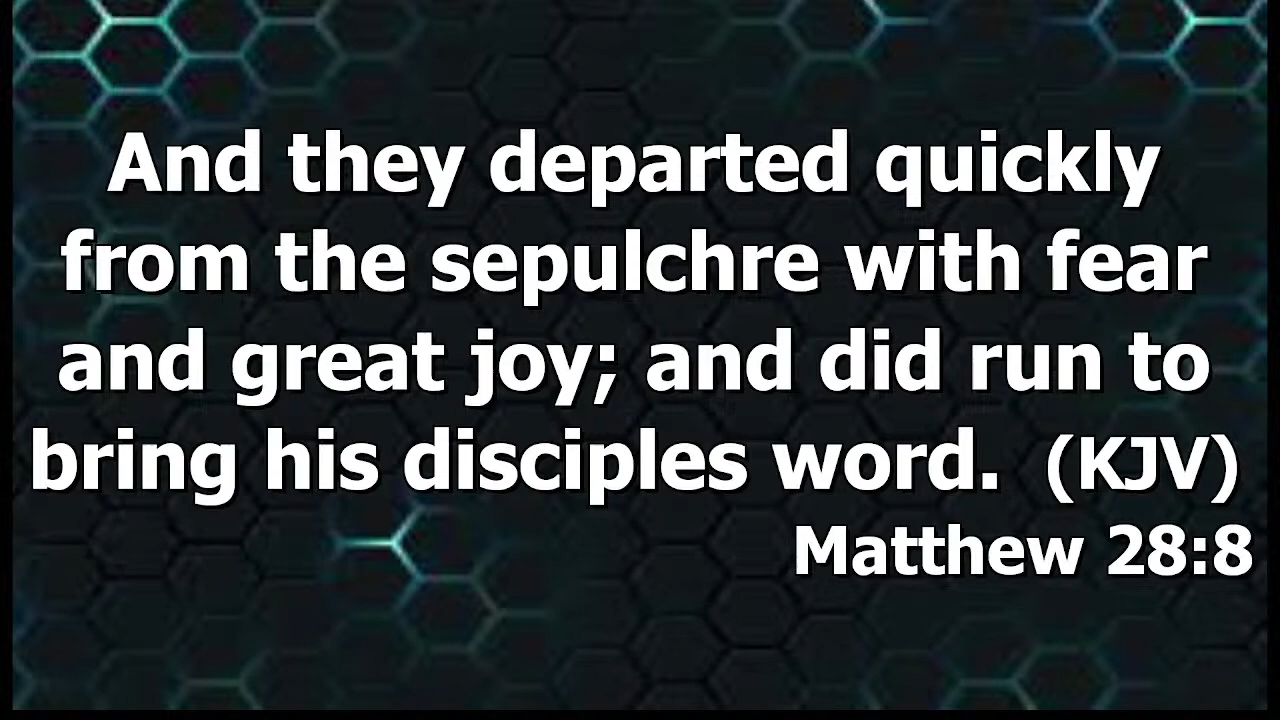 And they departed quickly
from the sepulchre with fear
and great joy; and did run to
bring his disciples word. (KJV)
Matthew 28:8